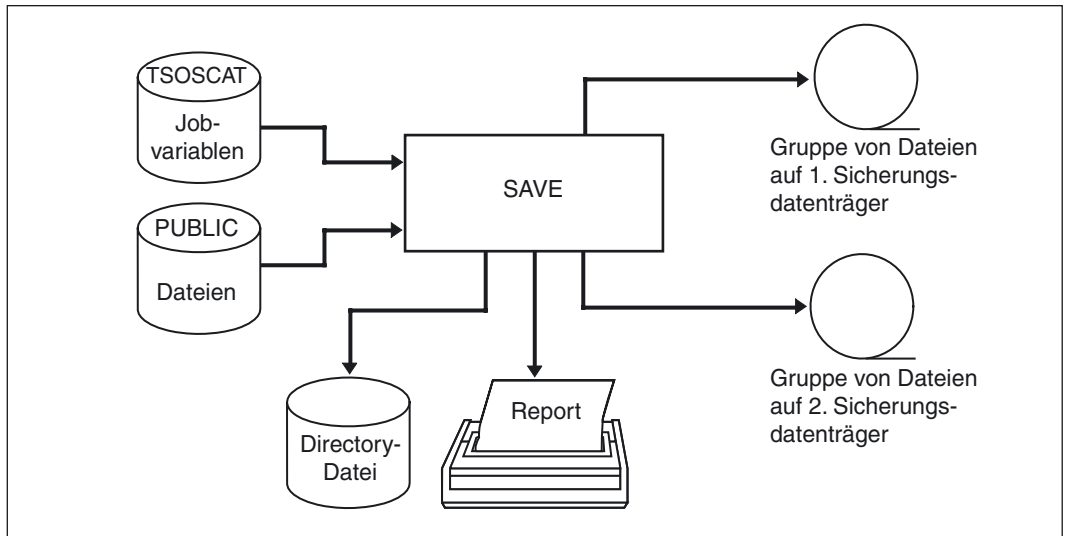 TSOSCAT
Job-
variablen
PUBLIC
Dateien
SAVE
Gruppe von Dateien
auf 1. Sicherungs-
datenträger
Gruppe von Dateien
auf 2. Sicherungs-
datenträger
Directory-
Datei
Report